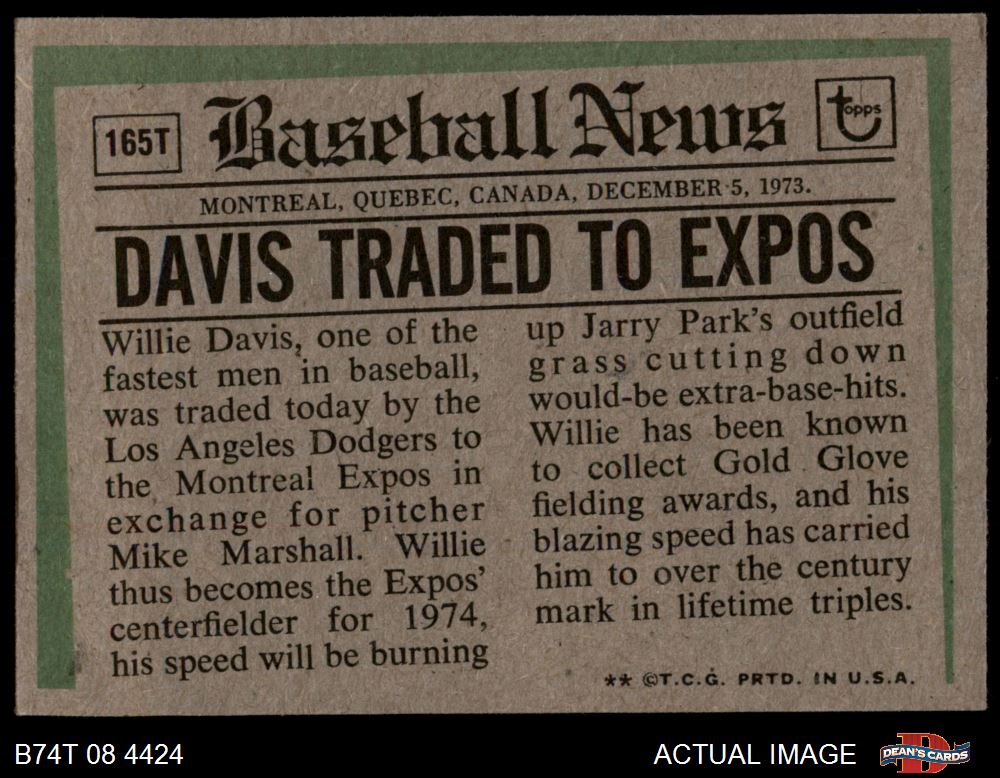 165T
Baseball News
topps
MONTREAL, QUEBEC, CANADA, DECEMBER 5, 1973.
DAVIS TRADED TO EXPOS
Willie Davis, one of the
fastest men in baseball,
was traded today by the
Los Angeles Dodgers to
the Montreal Expos in
exchange for pitcher
Mike Marshall. Willie
thus becomes the Expos'
centerfielder for 1974,
his speed will be burning
up Jarry Park's outfield
grass cutting down
would-be extra-base-hits.
Willie has been known
to collect Gold Glove
fielding awards, and his
blazing speed has carried
him to over the century
mark in lifetime triples.
** ©T.C.G. PRTD. IN U.S.A.
B74T 08 4424
ACTUAL IMAGE
D
DEAN'S CARDS